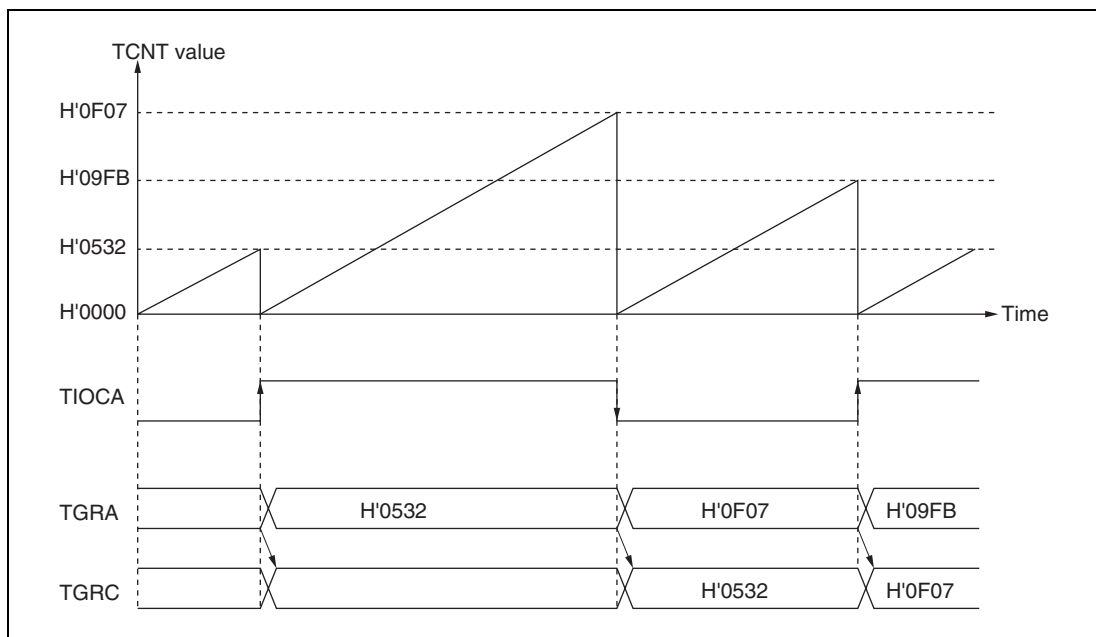 TCNT value
H'0F07
H'09FB
H'0532
H'0000
Time
TIOCA
TGRA
H'0532
H'0F07
H'09FB
TGRC
H'0532
H'0F07